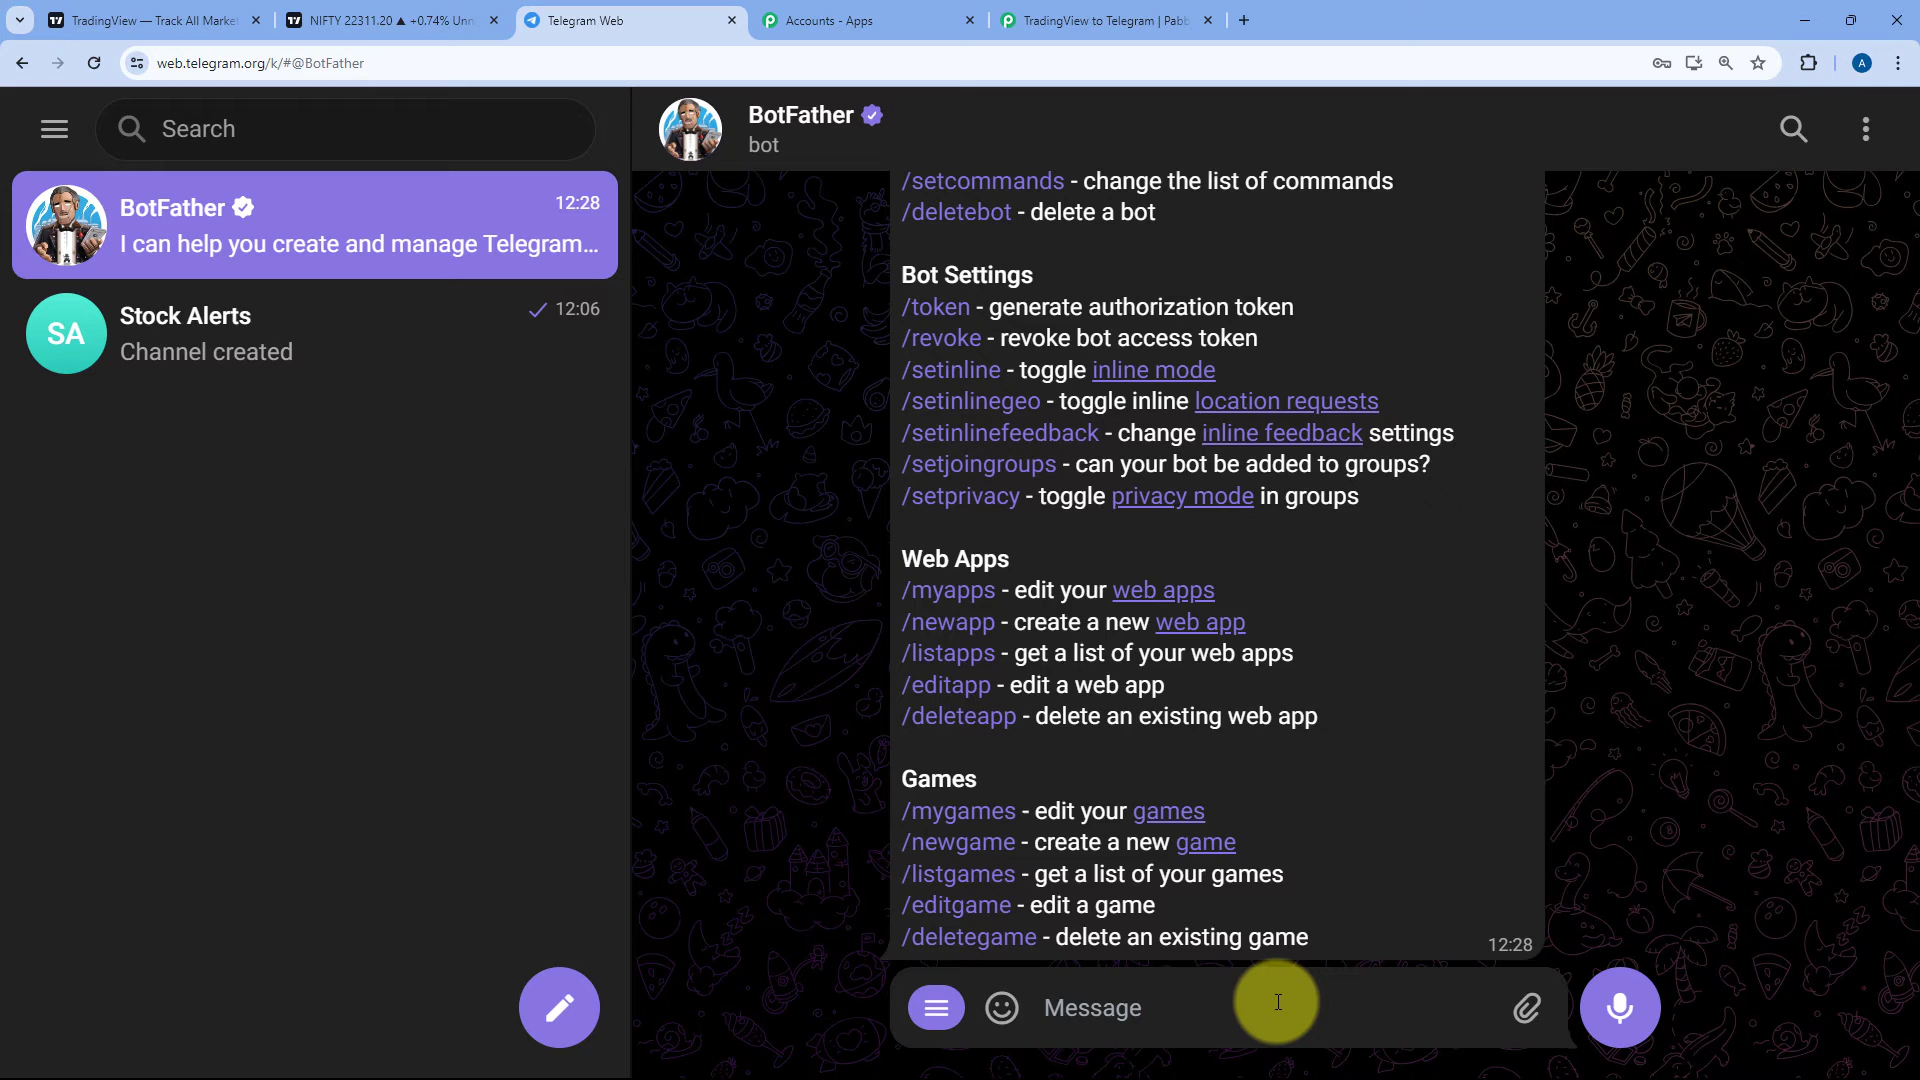 TradingView — Track All Marke
NIFTY 22311.20 ▲ +0.74% Unn
Telegram Web
Accounts - Apps
TradingView to Telegram | Pabb
web.telegram.org/k/#@BotFather
A
Search
BotFather
12:28
I can help you create and manage Telegram...
SA
Stock Alerts
12:06
Channel created
BotFather
bot
/setcommands - change the list of commands
/deletebot - delete a bot
Bot Settings
/token - generate authorization token
/revoke - revoke bot access token
/setinline - toggle inline mode
/setinlinegeo - toggle inline location requests
/setinlinefeedback - change inline feedback settings
/setjoingroups - can your bot be added to groups?
/setprivacy - toggle privacy mode in groups
Web Apps
/myapps - edit your web apps
/newapp - create a new web app
/listapps - get a list of your web apps
/editapp - edit a web app
/deleteapp - delete an existing web app
Games
/mygames - edit your games
/newgame - create a new game
/listgames - get a list of your games
/editgame - edit a game
/deletegame - delete an existing game
12:28
Message